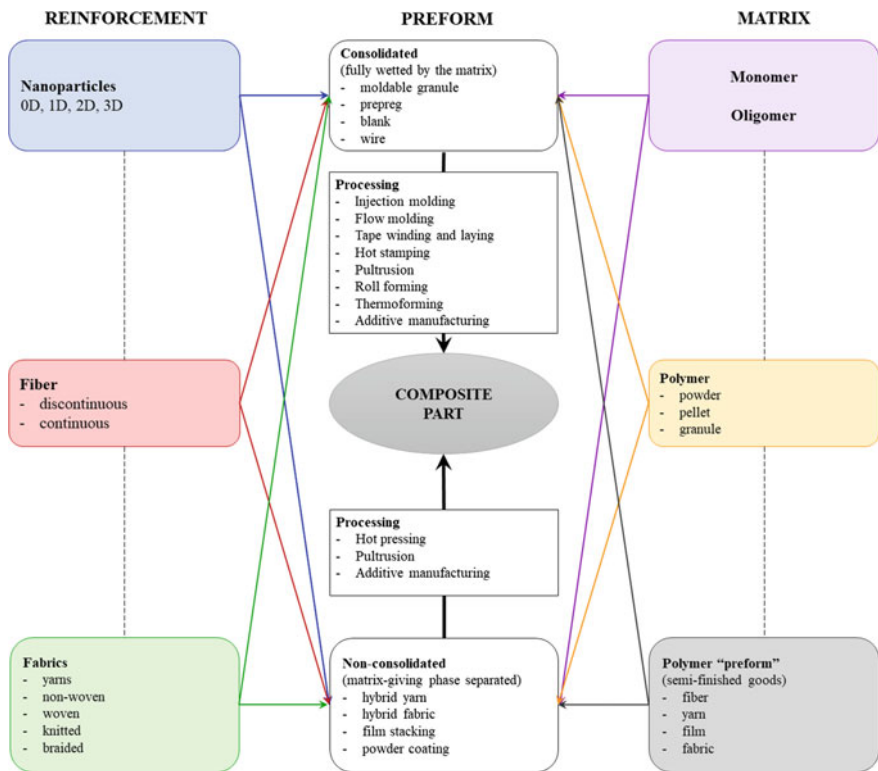 REINFORCEMENT
PREFORM
MATRIX
Nanoparticles
0D, 1D, 2D, 3D
Consolidated
(fully wetted by the matrix)
- moldable granule
- prepreg
- blank
- wire
Monomer
Oligomer
Processing
- Injection molding
- Flow molding
- Tape winding and laying
- Hot stamping
- Pultrusion
- Roll forming
- Thermoforming
- Additive manufacturing
Fiber
- discontinuous
- continuous
COMPOSITE
PART
Polymer
- powder
- pellet
- granule
Processing
- Hot pressing
- Pultrusion
- Additive manufacturing
Fabrics
- yarns
- non-woven
- woven
- knitted
- braided
Non-consolidated
(matrix-giving phase separated)
- hybrid yarn
- hybrid fabric
- film stacking
- powder coating
Polymer “preform”
(semi-finished goods)
- fiber
- yarn
- film
- fabric